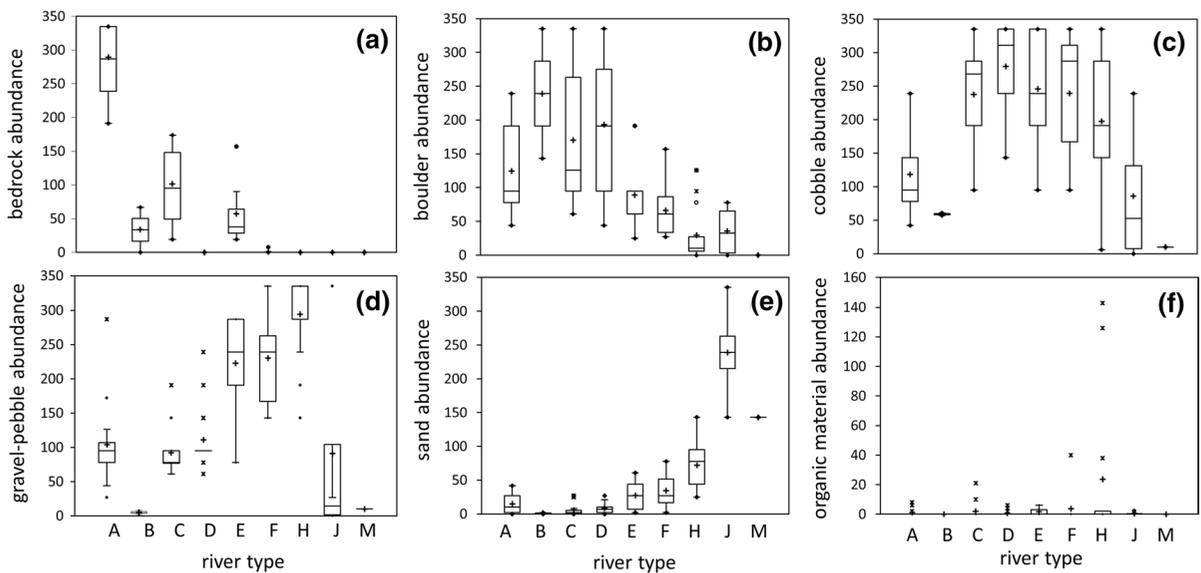 bedrock abundance
350
300
250
200
150
100
50
0
(a)
boulder abundance
350
300
250
200
150
100
50
0
(b)
cobble abundance
350
300
250
200
150
100
50
0
(c)
gravel-pebble abundance
350
300
250
200
150
100
50
0
(d)
A B C D E F H J M
river type
sand abundance
350
300
250
200
150
100
50
0
(e)
A B C D E F H J M
river type
organic material abundance
160
140
120
100
80
60
40
20
0
(f)
A B C D E F H J M
river type